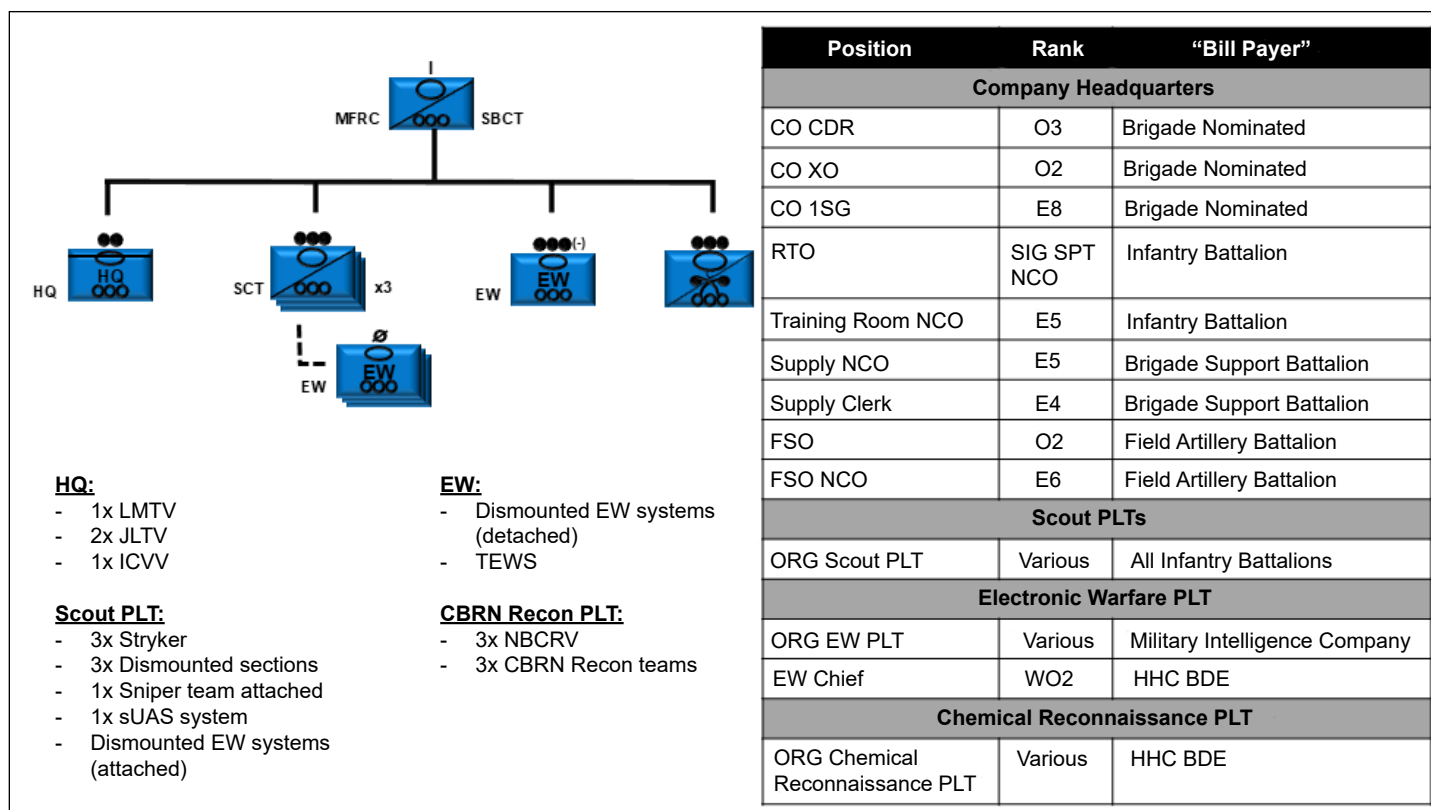 I
MFRC
SBCT
HQ
HQ
SCT
x3
(-)
EW
EW
C
Ø
EW
EW
HQ:
- 1x LMTV
- 2x JLTV
- 1x ICVV
Scout PLT:
- 3x Stryker
- 3x Dismounted sections
- 1x Sniper team attached
- 1x sUAS system
- Dismounted EW systems
(attached)
EW:
- Dismounted EW systems
(detached)
- TEWS
CBRN Recon PLT:
- 3x NBCRV
- 3x CBRN Recon teams
Position Rank “Bill Payer”
Company Headquarters
CO CDR O3 Brigade Nominated
CO XO O2 Brigade Nominated
CO 1SG E8 Brigade Nominated
RTO SIG SPT Infantry Battalion
NCO
Training Room NCO E5 Infantry Battalion
Supply NCO E5 Brigade Support Battalion
Supply Clerk E4 Brigade Support Battalion
FSO O2 Field Artillery Battalion
FSO NCO E6 Field Artillery Battalion
Scout PLTs
ORG Scout PLT Various All Infantry Battalions
Electronic Warfare PLT
ORG EW PLT Various Military Intelligence Company
EW Chief WO2 HHC BDE
Chemical Reconnaissance PLT
ORG Chemical Various HHC BDE
Reconnaissance PLT